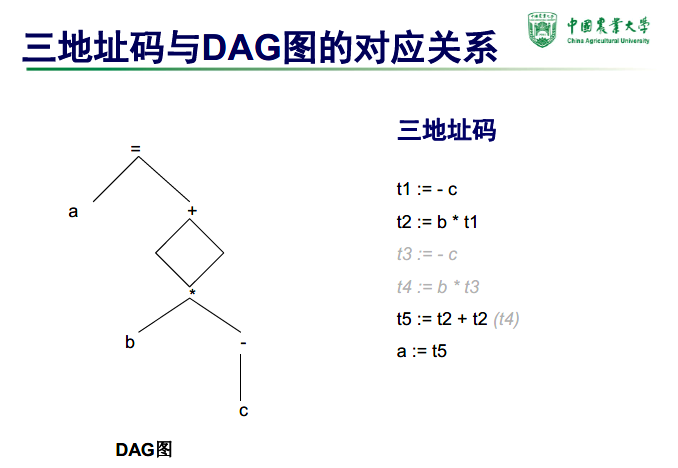 三地址码与DAG图的对应关系
中国农业大学
China Agricultural University
三地址码
t1 := - c
t2 := b * t1
t3 := - c
t4 := b * t3
t5 := t2 + t2 (t4)
a := t5
=
a
+
*
b
-
c
DAG图